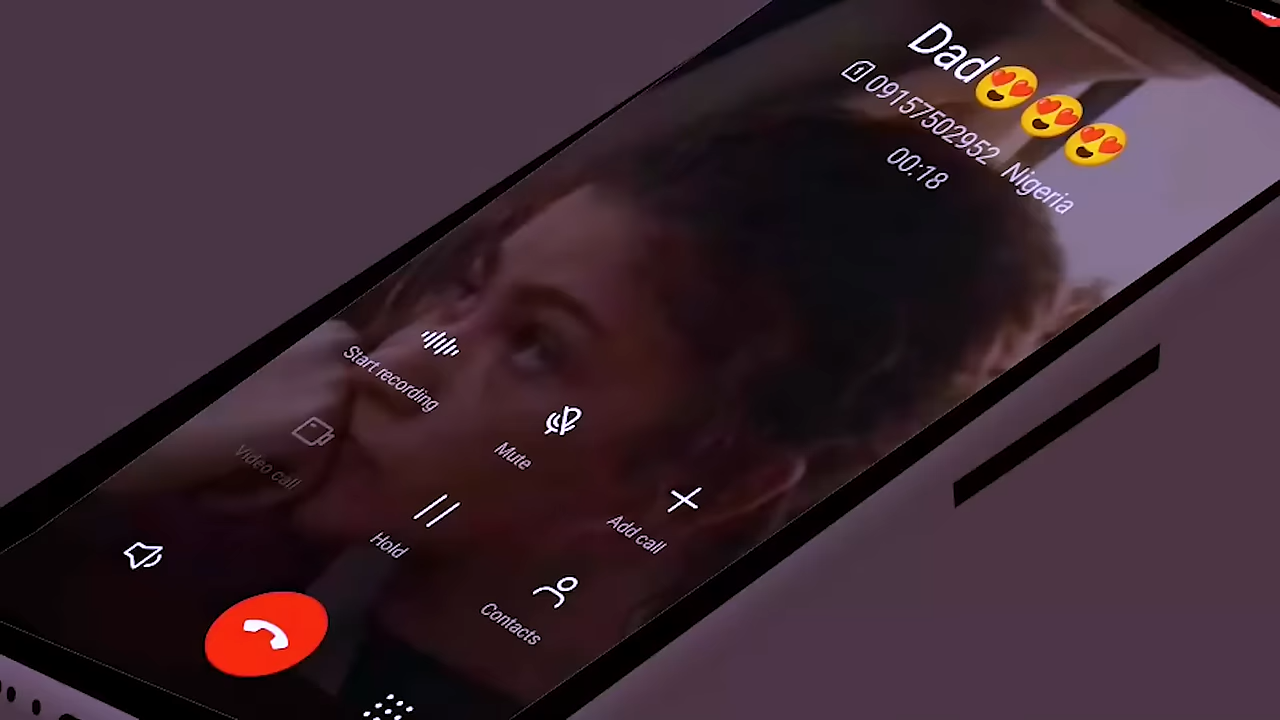 Dad😍😍😍
09157502952 Nigeria
00:18
Start recording
Mute
Add call
Video call
Hold
Contacts